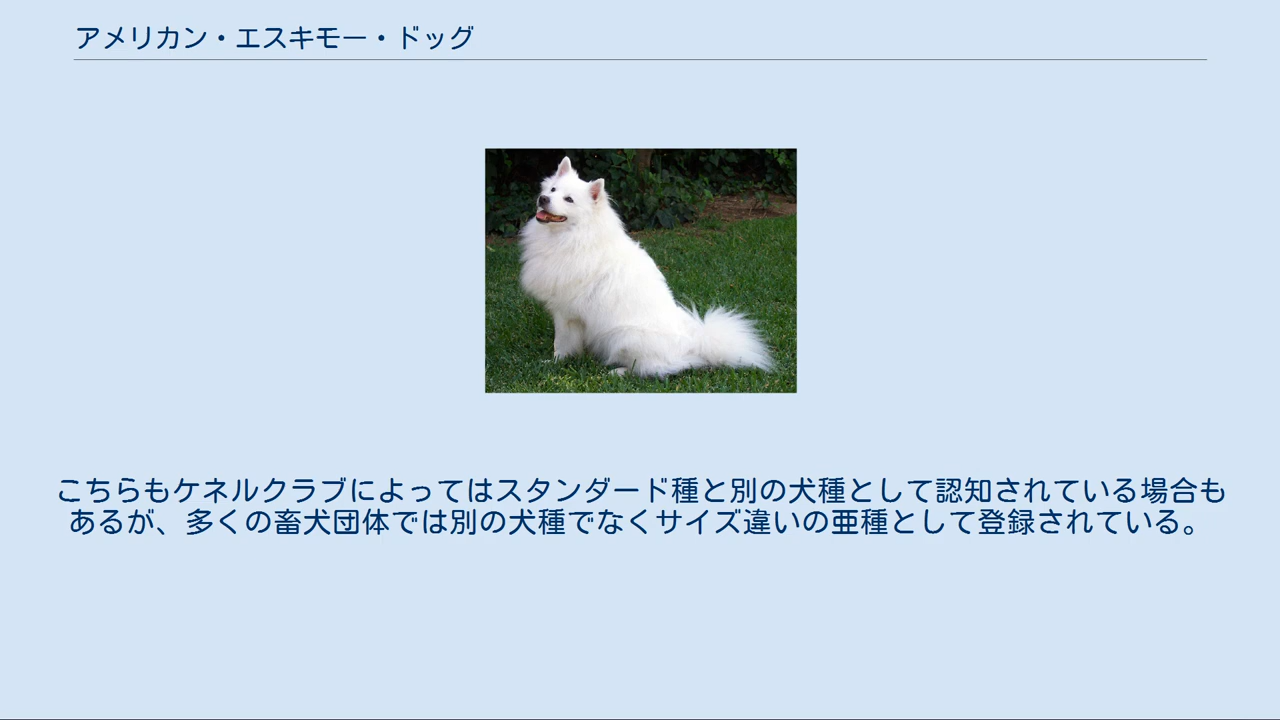 アメリカン・エスキモー・ドッグ
こちらもケネルクラブによってはスタンダード種と別の犬種として認知されている場合も
あるが、多くの畜犬団体では別の犬種でなくサイズ違いの亜種として登録されている。